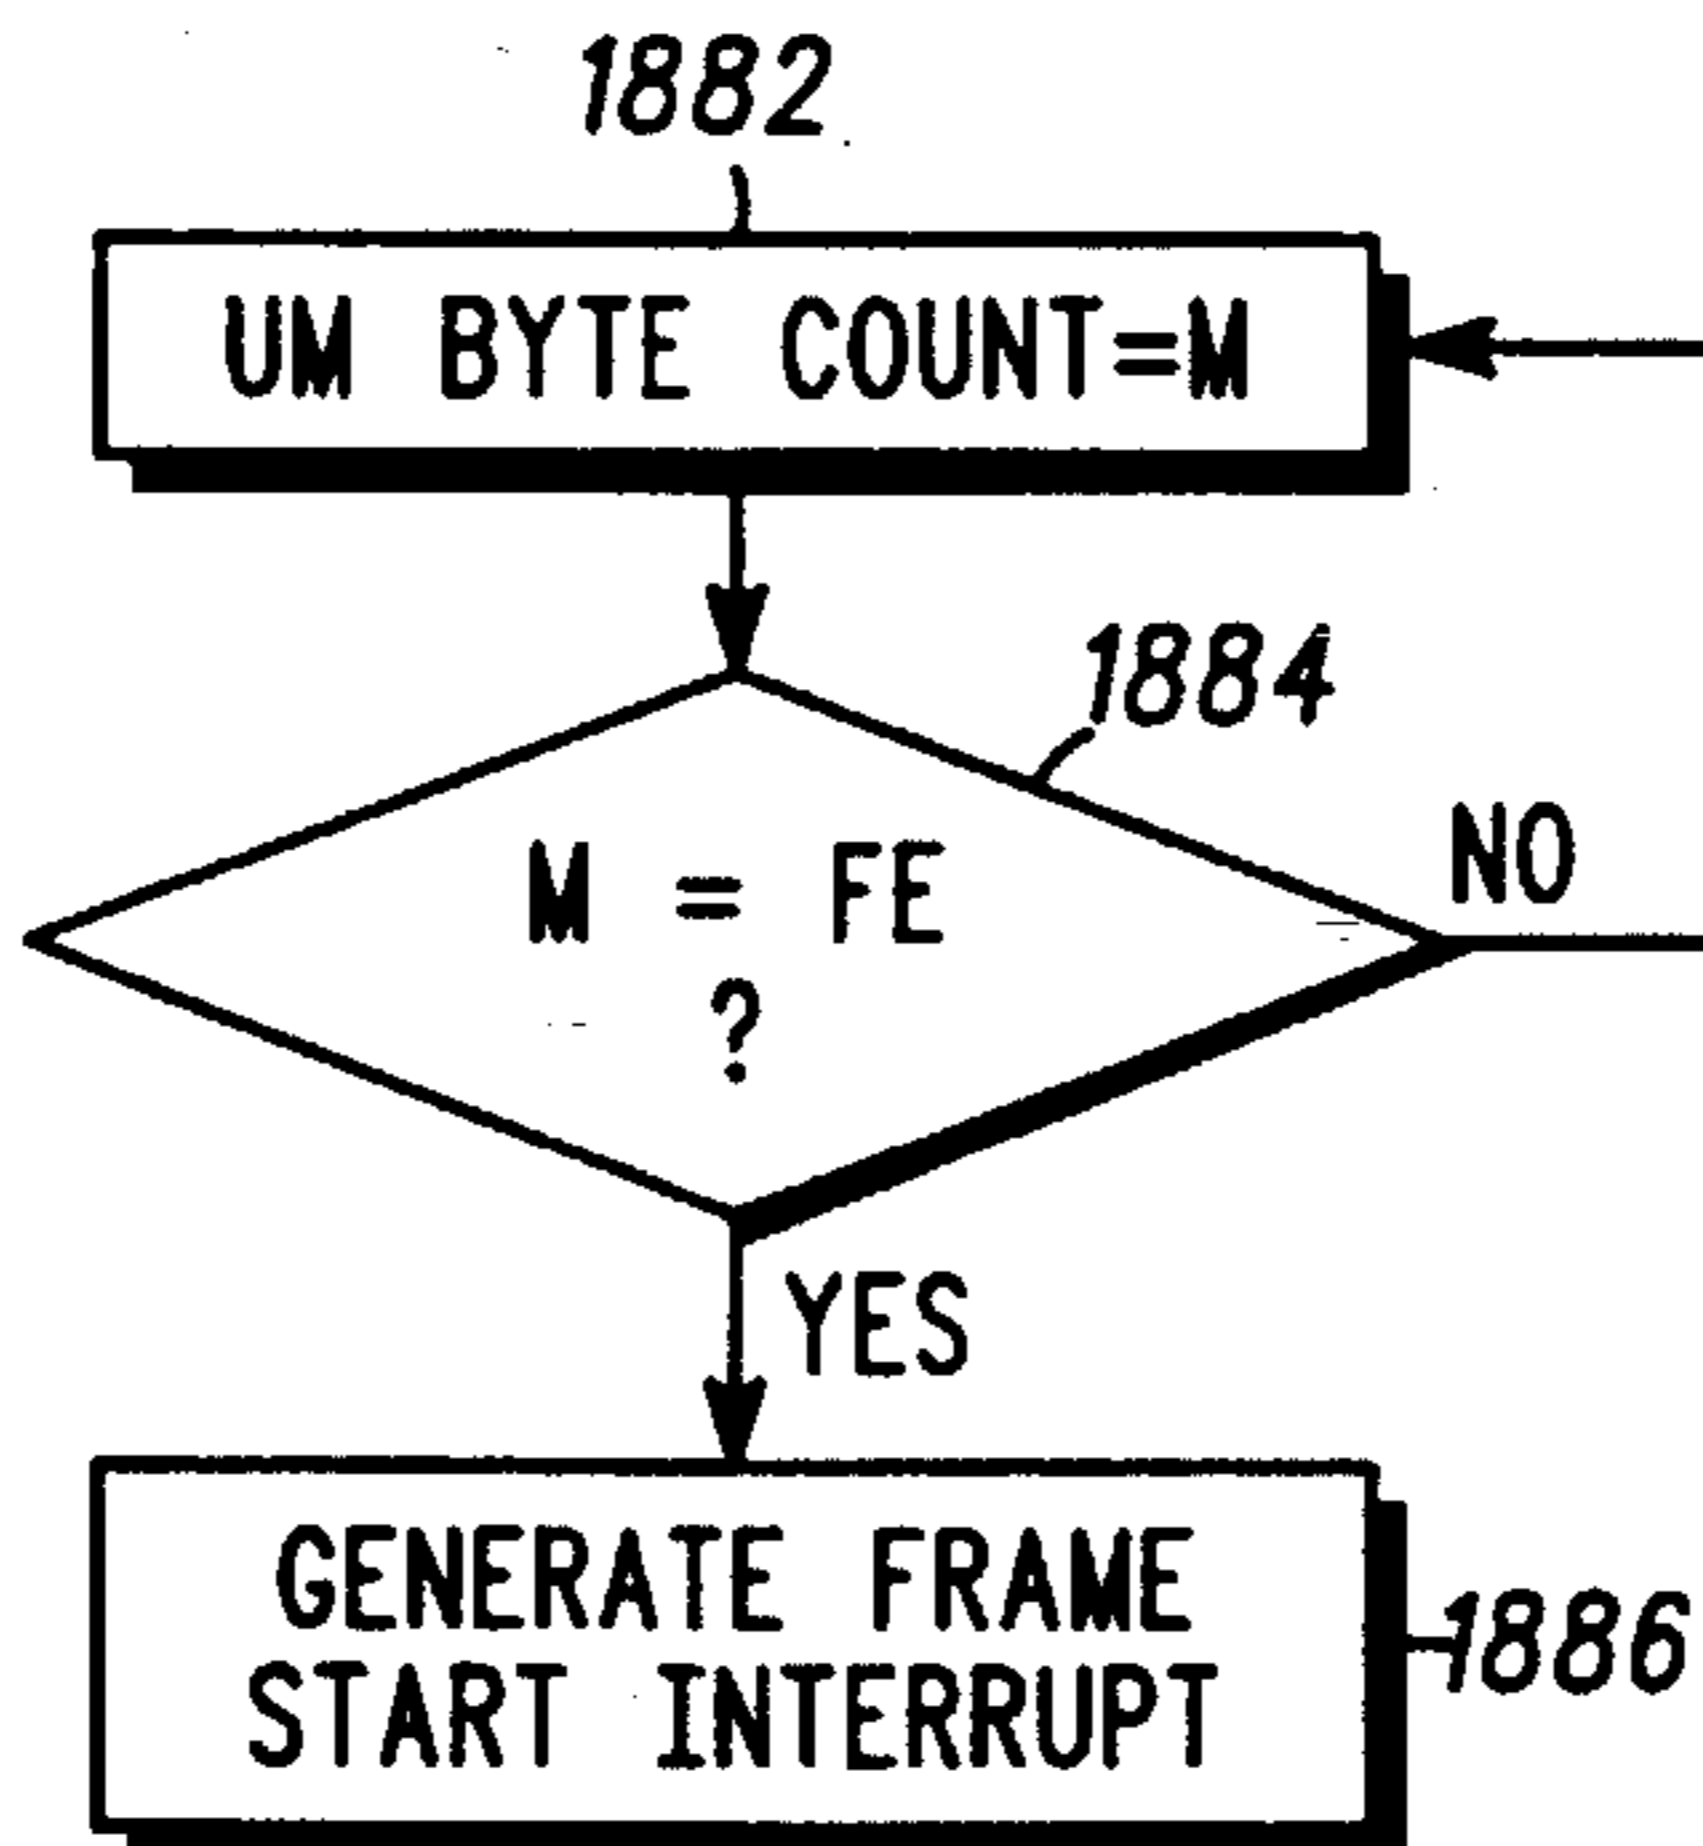 1882
UM BYTE COUNT=M
1884
M = FE
?
NO
YES
GENERATE FRAME
START INTERRUPT
1886